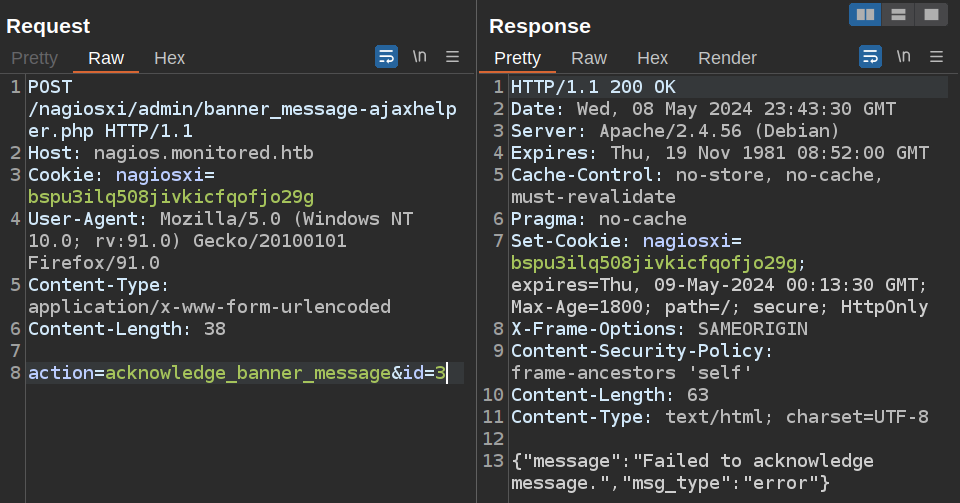 Request
Pretty Raw Hex \n
1 POST
/nagiosxi/admin/banner_message-ajaxhelp
er.php HTTP/1.1
2 Host: nagios.monitored.htb
3 Cookie: nagiosxi=
bspu3ilq508jivkicfqofjo29g
4 User-Agent: Mozilla/5.0 (Windows NT
10.0; rv:91.0) Gecko/20100101
Firefox/91.0
5 Content-Type:
application/x-www-form-urlencoded
6 Content-Length: 38
7
8 action=acknowledge_banner_message&id=3
Response
Pretty Raw Hex Render \n
1 HTTP/1.1 200 OK
2 Date: Wed, 08 May 2024 23:43:30 GMT
3 Server: Apache/2.4.56 (Debian)
4 Expires: Thu, 19 Nov 1981 08:52:00 GMT
5 Cache-Control: no-store, no-cache,
must-revalidate
6 Pragma: no-cache
7 Set-Cookie: nagiosxi=
bspu3ilq508jivkicfqofjo29g;
expires=Thu, 09-May-2024 00:13:30 GMT;
Max-Age=1800; path=/; secure; HttpOnly
8 X-Frame-Options: SAMEORIGIN
9 Content-Security-Policy:
frame-ancestors 'self'
10 Content-Length: 63
11 Content-Type: text/html; charset=UTF-8
12
13 {"message":"Failed to acknowledge
message.","msg_type":"error"}